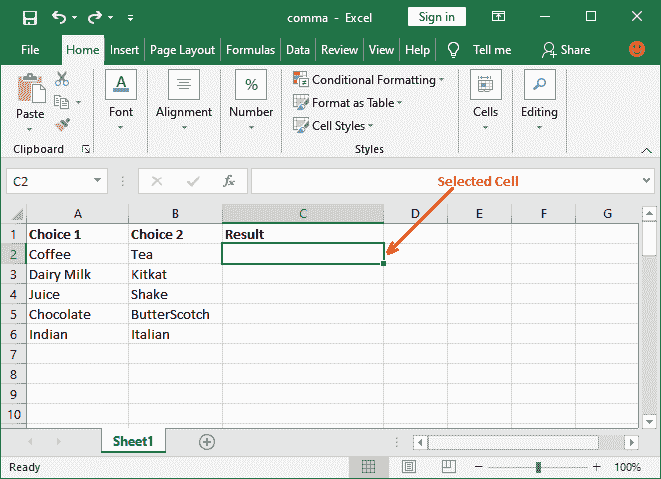 comma - Excel
Sign in
File Home Insert Page Layout Formulas Data Review View Help Tell me Share
Paste
Clipboard
A
Font
Alignment
%
Number
Conditional Formatting
Format as Table
Cell Styles
Styles
Cells
Editing
C2 fx Selected Cell
A B C D E F G
1 Choice 1 Choice 2 Result
2 Coffee Tea
3 Dairy Milk Kitkat
4 Juice Shake
5 Chocolate ButterScotch
6 Indian Italian
7
8
9
10
Sheet1
Ready 100%